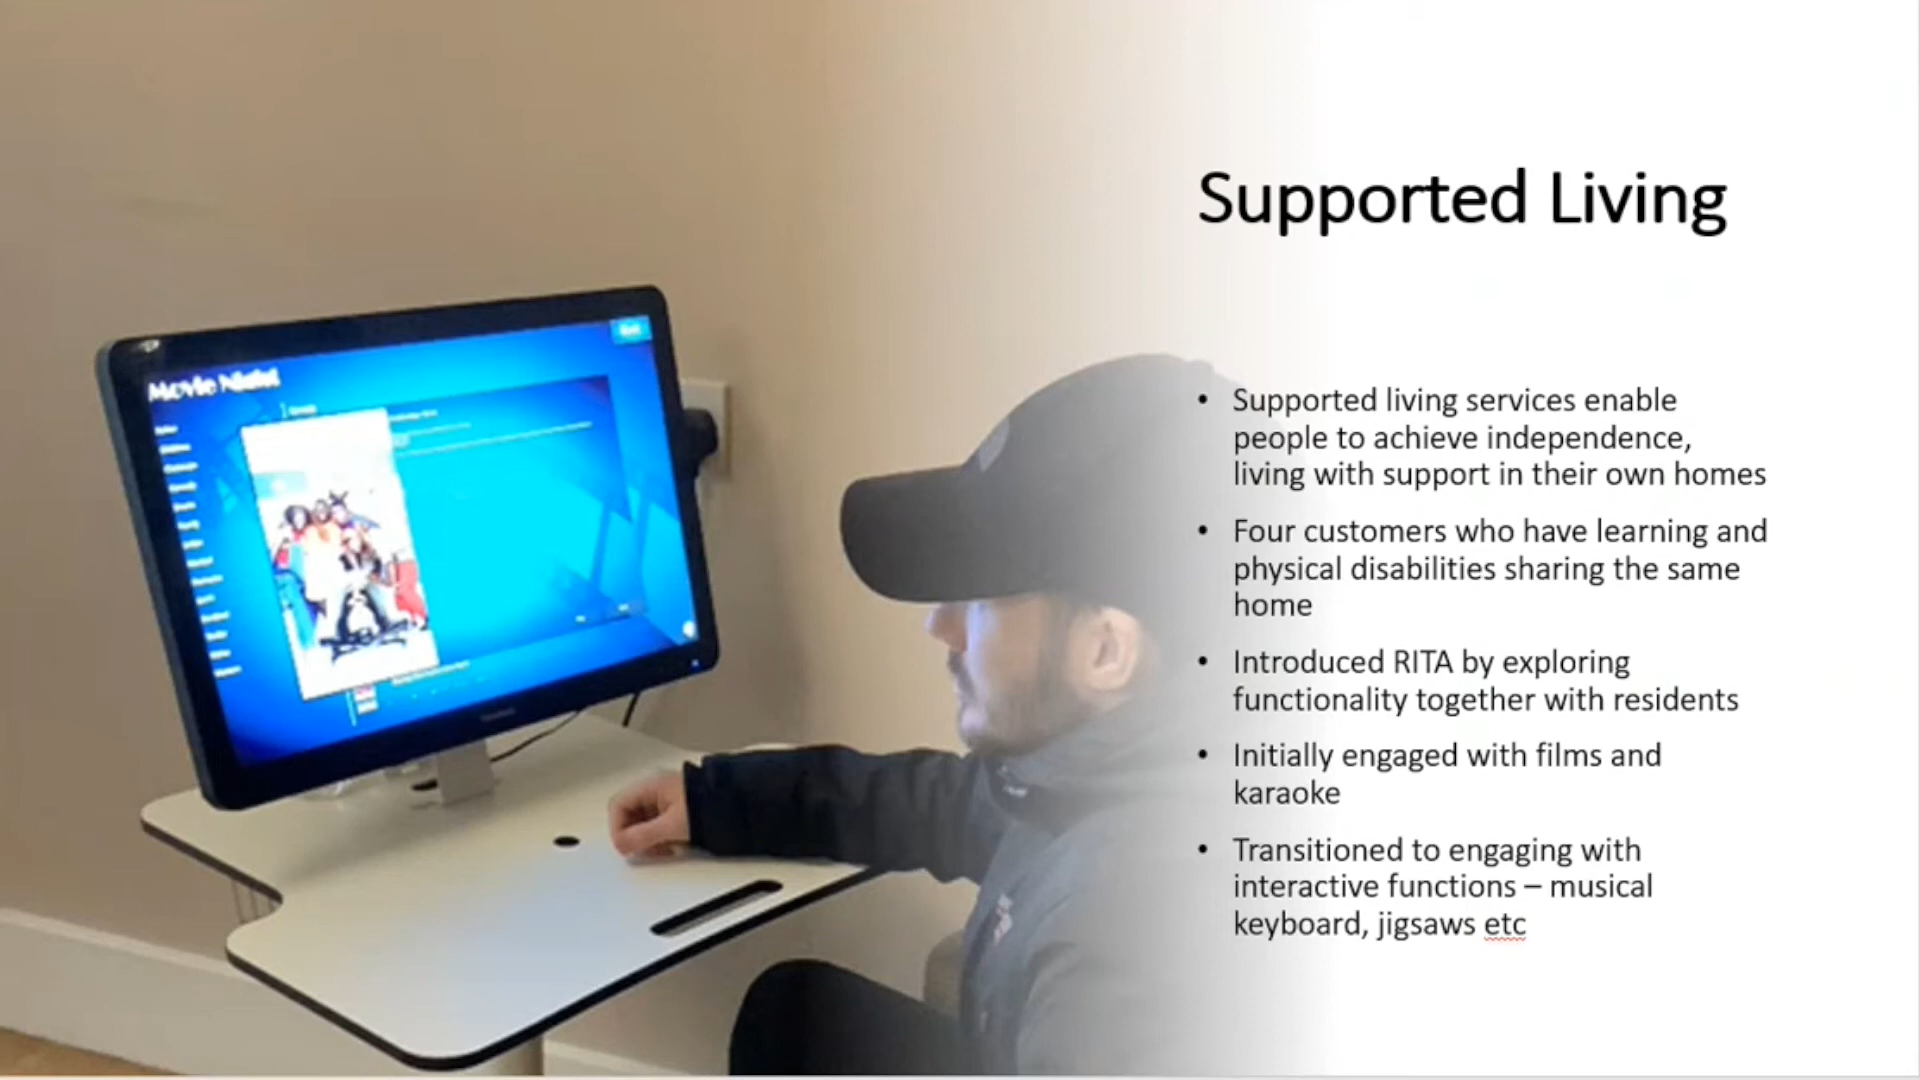 Supported Living
• Supported living services enable
people to achieve independence,
living with support in their own homes
• Four customers who have learning and
physical disabilities sharing the same
home
• Introduced RITA by exploring
functionality together with residents
• Initially engaged with films and
karaoke
• Transitioned to engaging with
interactive functions – musical
keyboard, jigsaws etc
Movie Night